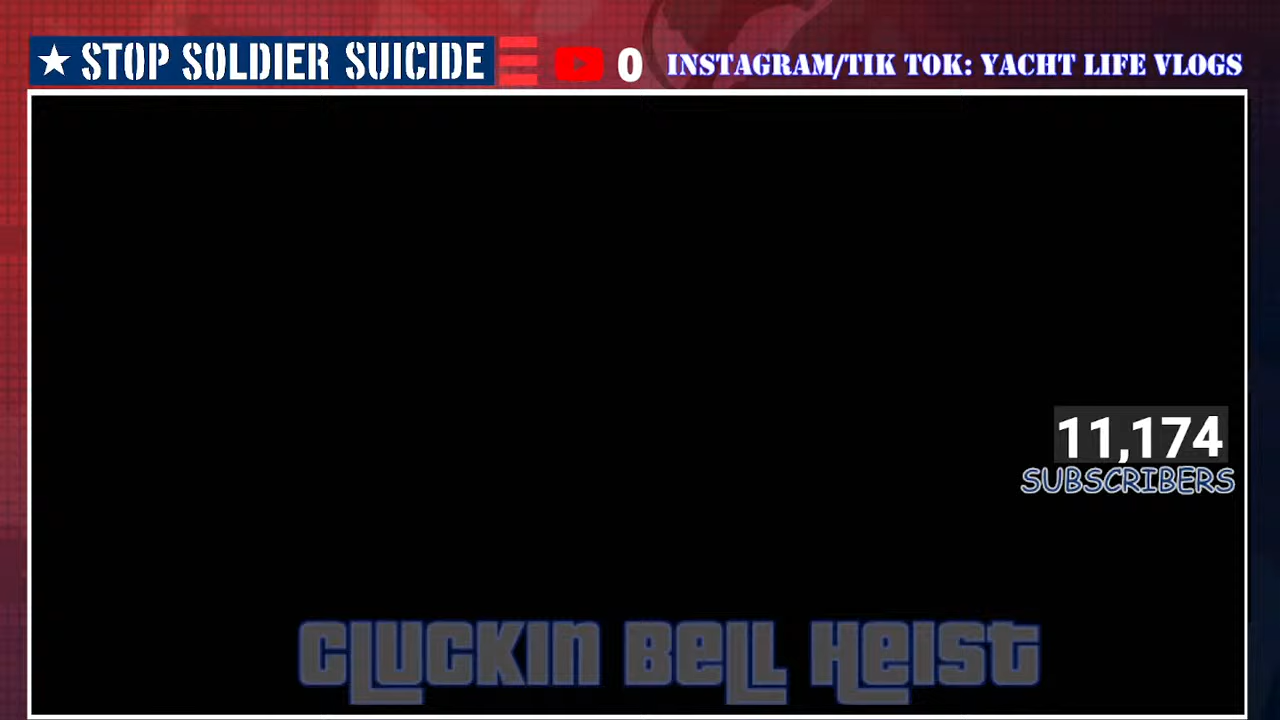 STOP SOLDIER SUICIDE
0
INSTAGRAM/TIK TOK: YACHT LIFE VLOGS
11,174
SUBSCRIBERS
CLUCKIN BELL HEIST